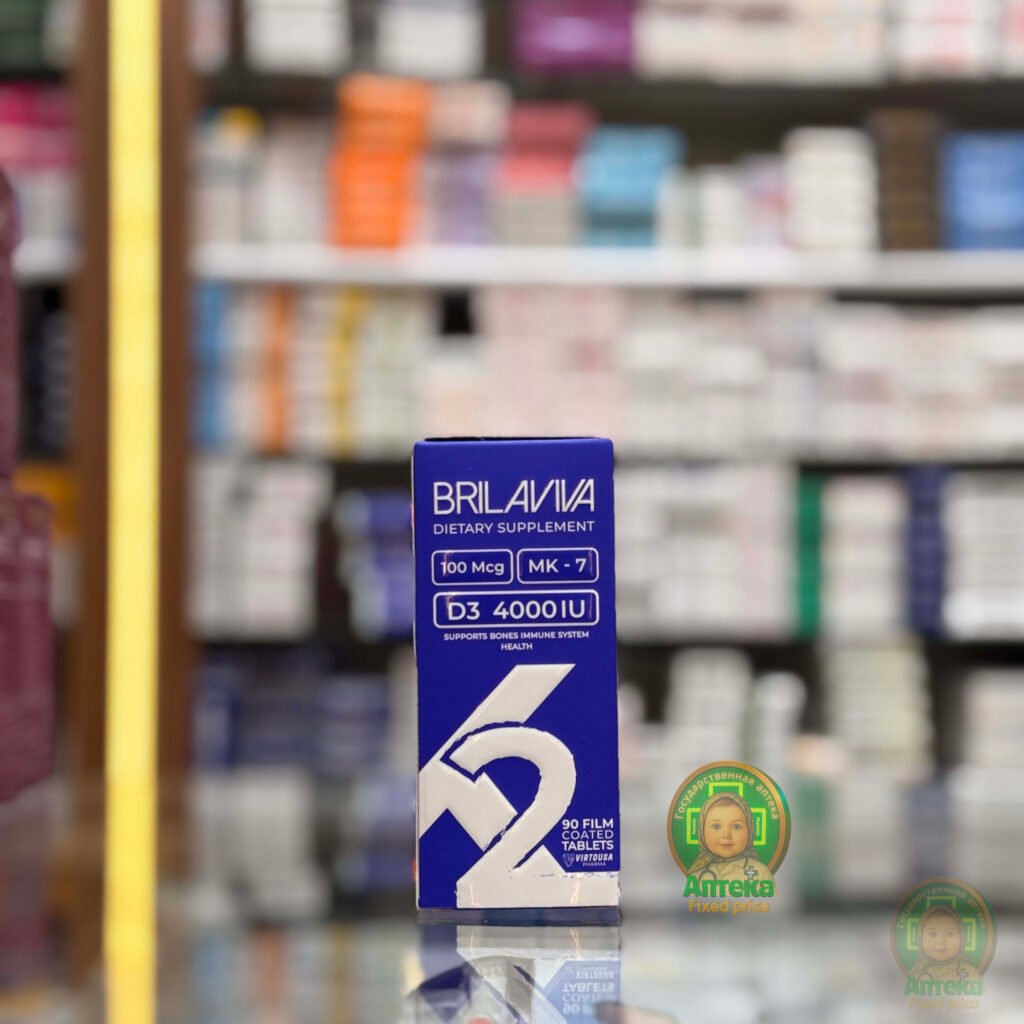 BRILAVIVA
DIETARY SUPPLEMENT
100 Mcg
MK - 7
D3 4000IU
SUPPORTS BONES IMMUNE SYSTEM
HEALTH
K2
90 FILM
COATED
TABLETS
VIRTOUSA
PHARMA
Государственная аптека
Аптека
Fixed price
Государственная аптека
Аптека
Fixed price